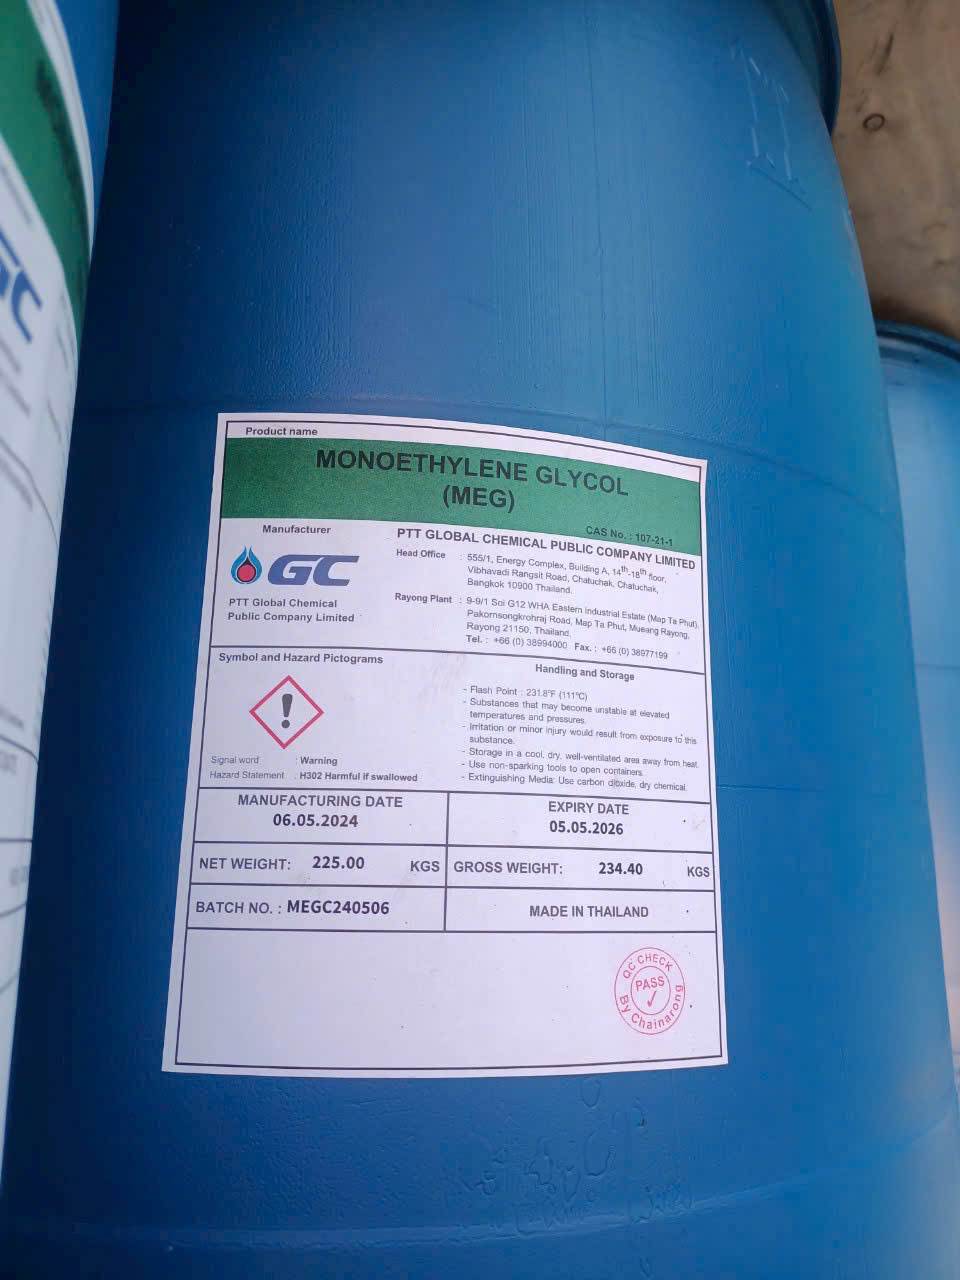 Product name
MONOETHYLENE GLYCOL
(MEG)
CAS No. : 107-21-1
Manufacturer
GC
PTT Global Chemical
Public Company Limited
PTT GLOBAL CHEMICAL PUBLIC COMPANY LIMITED
Head Office : 555/1, Energy Complex, Building A, 14th-18th floor,
Vibhavadi Rangsit Road, Chatuchak, Chatuchak,
Bangkok 10900 Thailand.
Rayong Plant : 9-9/1 Soi G12 WHA Eastern Industrial Estate (Map Ta Phut),
Pakornsongkrohraj Road, Map Ta Phut, Mueang Rayong,
Rayong 21150, Thailand.
Tel. : +66 (0) 38994000 Fax. : +66 (0) 38977199
Symbol and Hazard Pictograms
Signal word : Warning
Hazard Statement : H302 Harmful if swallowed
Handling and Storage
- Flash Point : 231.8°F (111°C)
- Substances that may become unstable at elevated
temperatures and pressures.
- Irritation or minor injury would result from exposure to this
substance.
- Storage in a cool, dry, well-ventilated area away from heat.
- Use non-sparking tools to open containers.
- Extinguishing Media: Use carbon dioxide, dry chemical.
MANUFACTURING DATE
06.05.2024
EXPIRY DATE
05.05.2026
NET WEIGHT: 225.00 KGS
GROSS WEIGHT: 234.40 KGS
BATCH NO. : MEGC240506
MADE IN THAILAND
QC CHECK
PASS
By Chainarong
GC